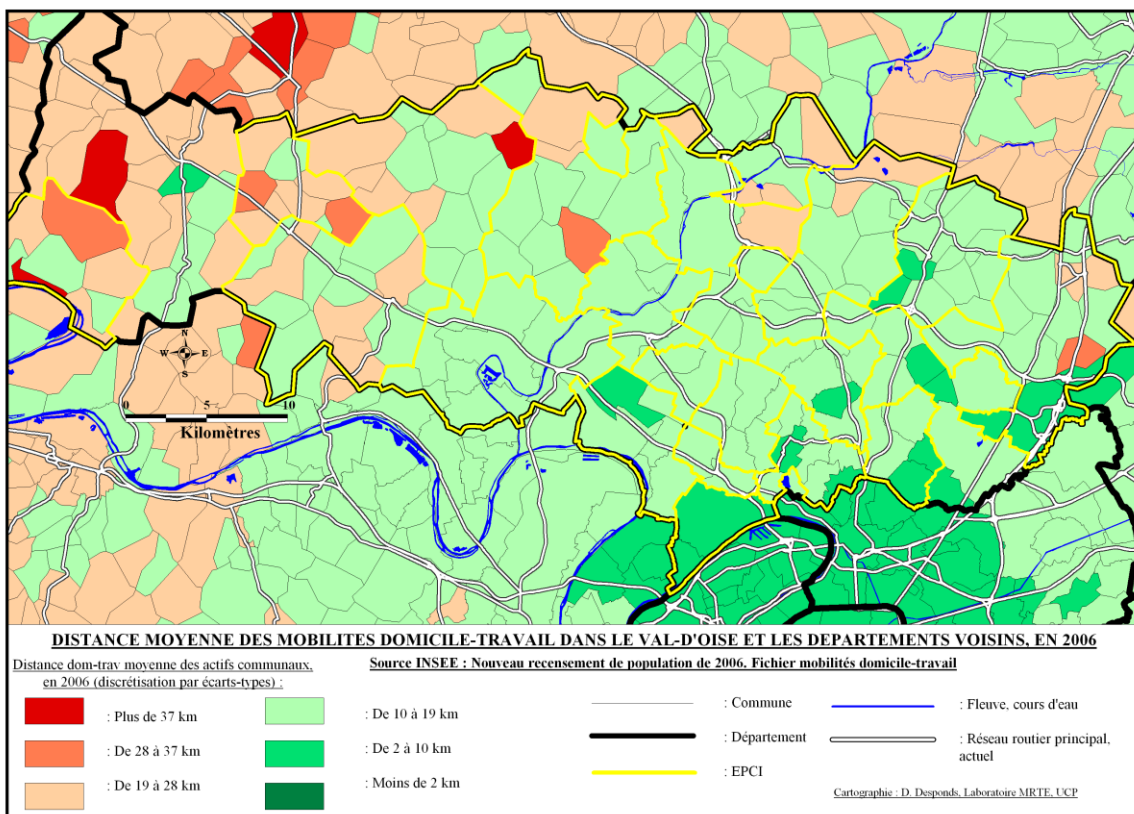 N
W E
S
0 5 10
Kilomètres
DISTANCE MOYENNE DES MOBILITES DOMICILE-TRAVAIL DANS LE VAL-D'OISE ET LES DEPARTEMENTS VOISINS, EN 2006
Distance dom-trav moyenne des actifs communaux,
en 2006 (discrétisation par écarts-types) :
Source INSEE : Nouveau recensement de population de 2006. Fichier mobilités domicile-travail
: Plus de 37 km
: De 28 à 37 km
: De 19 à 28 km
: De 10 à 19 km
: De 2 à 10 km
: Moins de 2 km
: Commune
: Département
: EPCI
: Fleuve, cours d'eau
: Réseau routier principal,
actuel
Cartographie : D. Desponds, Laboratoire MRTE, UCP